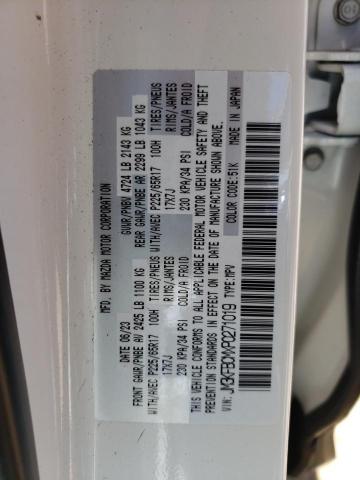 MFD. BY MAZDA MOTOR CORPORATION
DATE 06/23 GVWR/PNBV 4724 LB 2143 KG
FRONT GAWR/PNBE AV 2425 LB 1100 KG REAR GAWR/PNBE AR 2299 LB 1043 KG
WITH/AVEC P225/65R17 100H TIRES/PNEUS WITH/AVEC P225/65R17 100H TIRES/PNEUS
17X7J RIMS/JANTES 17X7J RIMS/JANTES
230 KPA/34 PSI COLD/A FROID 230 KPA/34 PSI COLD/A FROID
THIS VEHICLE CONFORMS TO ALL APPLICABLE FEDERAL MOTOR VEHICLE SAFETY AND THEFT
PREVENTION STANDARDS IN EFFECT ON THE DATE OF MANUFACTURE SHOWN ABOVE.
MADE IN JAPAN
VIN: TYPE: MPV COLOR CODE: 51K